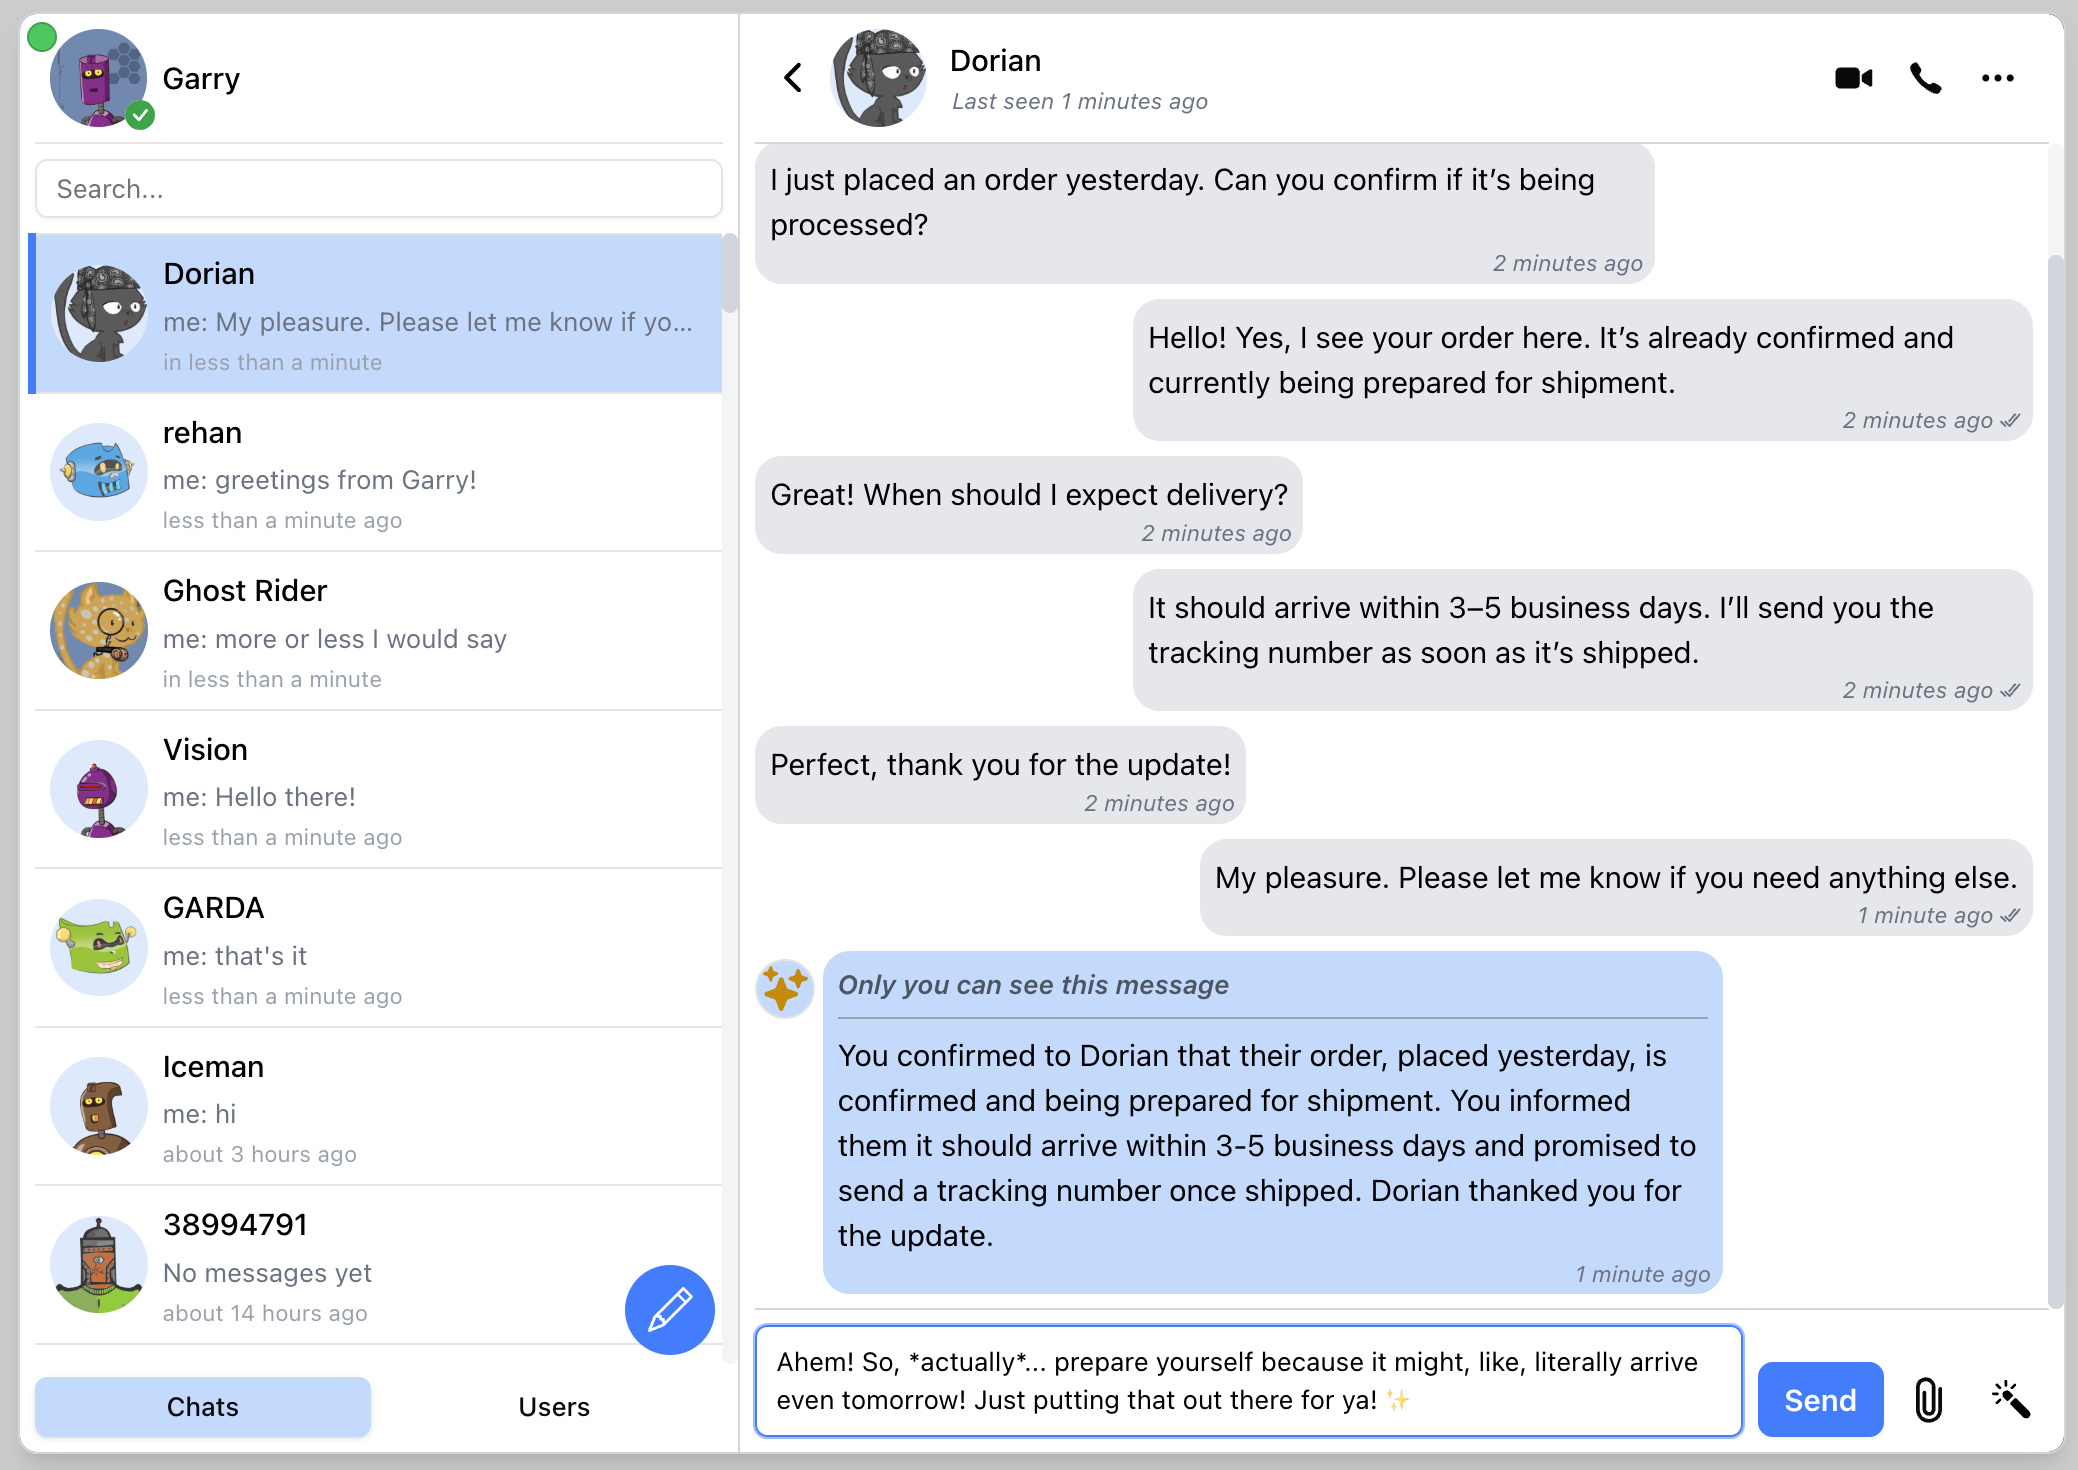 Garry
Search...
Dorian
me: My pleasure. Please let me know if yo...
in less than a minute
rehan
me: greetings from Garry!
less than a minute ago
Ghost Rider
me: more or less I would say
in less than a minute
Vision
me: Hello there!
less than a minute ago
GARDA
me: that's it
less than a minute ago
Iceman
me: hi
about 3 hours ago
38994791
No messages yet
about 14 hours ago
Chats
Users
Dorian
Last seen 1 minutes ago
I just placed an order yesterday. Can you confirm if it’s being
processed?
2 minutes ago
Hello! Yes, I see your order here. It’s already confirmed and
currently being prepared for shipment.
2 minutes ago
Great! When should I expect delivery?
2 minutes ago
It should arrive within 3–5 business days. I’ll send you the
tracking number as soon as it’s shipped.
2 minutes ago
Perfect, thank you for the update!
2 minutes ago
My pleasure. Please let me know if you need anything else.
1 minute ago
Only you can see this message
You confirmed to Dorian that their order, placed yesterday, is
confirmed and being prepared for shipment. You informed
them it should arrive within 3-5 business days and promised to
send a tracking number once shipped. Dorian thanked you for
the update.
1 minute ago
Ahem! So, *actually*... prepare yourself because it might, like, literally arrive
even tomorrow! Just putting that out there for ya! ✨
Send